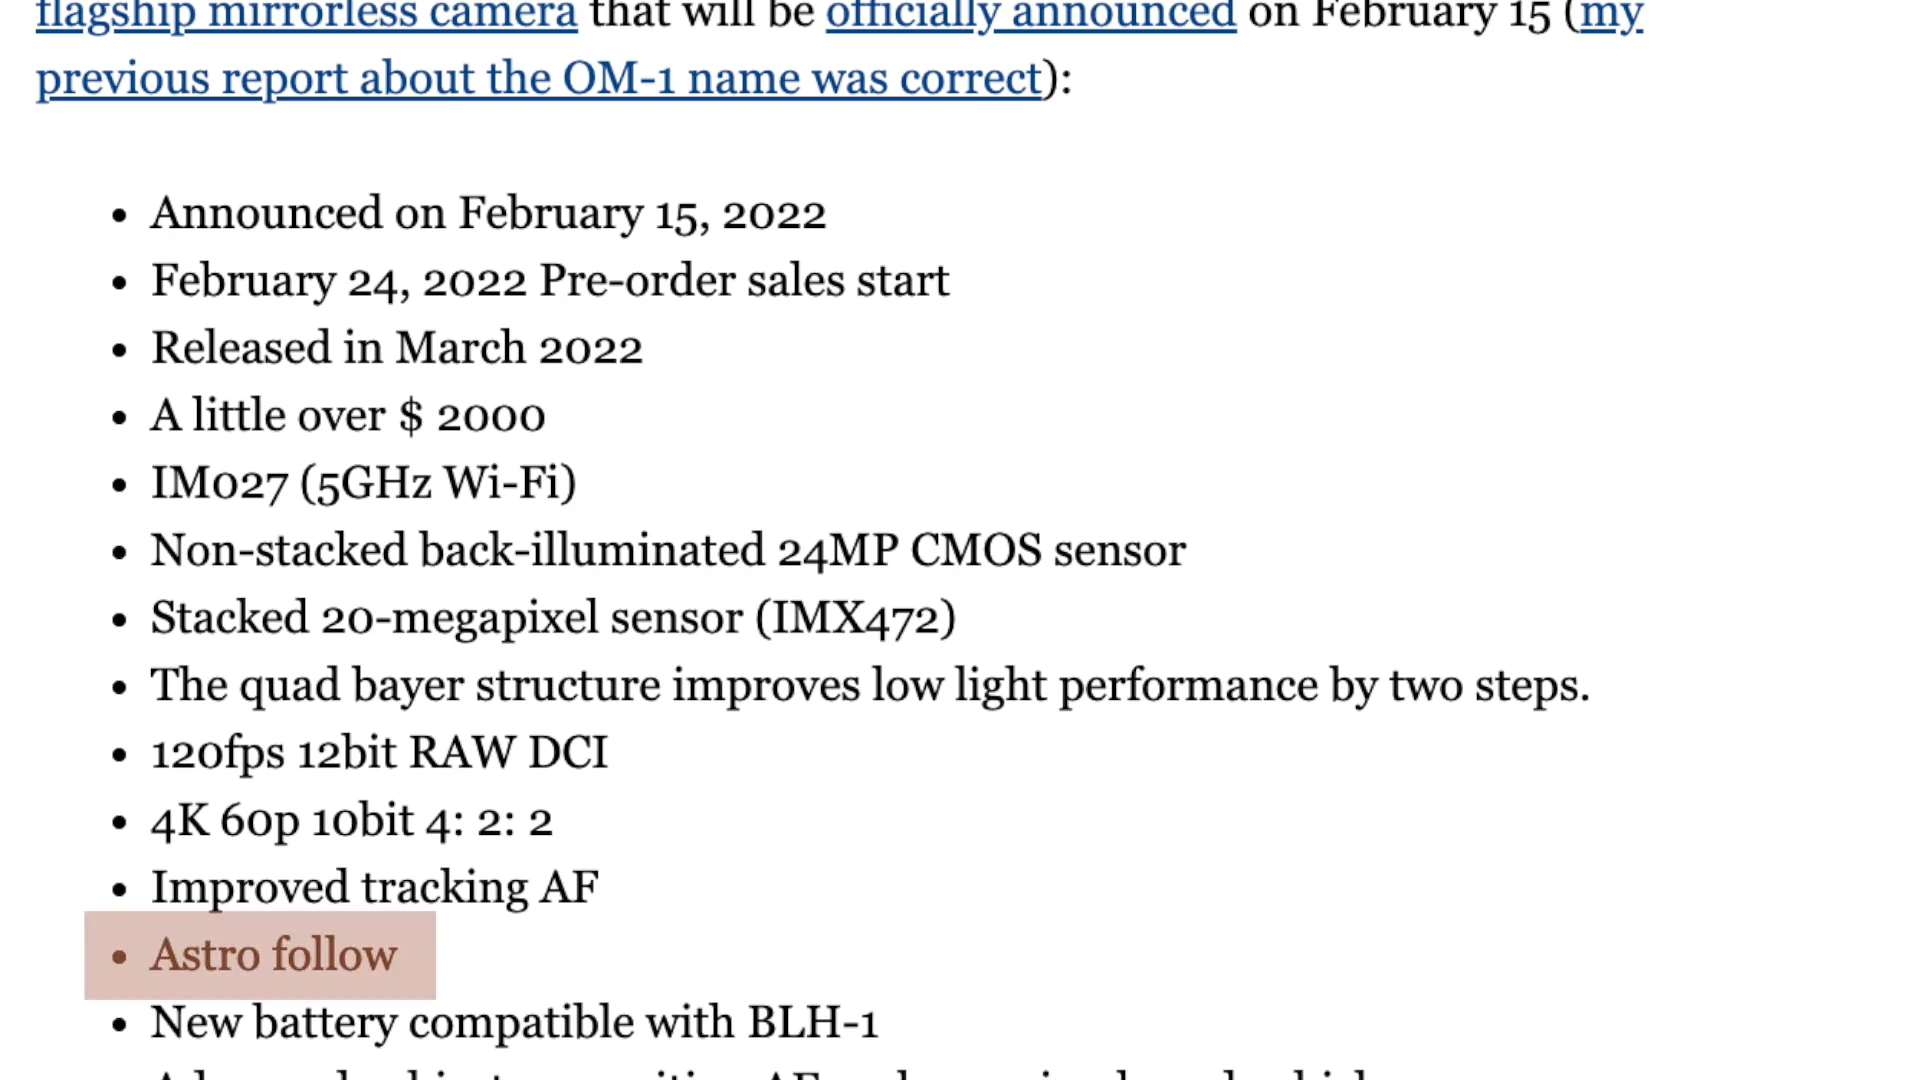 flagship mirrorless camera that will be officially announced on February 15 (my
previous report about the OM-1 name was correct):
• Announced on February 15, 2022
• February 24, 2022 Pre-order sales start
• Released in March 2022
• A little over $ 2000
• IM027 (5GHz Wi-Fi)
• Non-stacked back-illuminated 24MP CMOS sensor
• Stacked 20-megapixel sensor (IMX472)
• The quad bayer structure improves low light performance by two steps.
• 120fps 12bit RAW DCI
• 4K 60p 10bit 4: 2: 2
• Improved tracking AF
• Astro follow
• New battery compatible with BLH-1